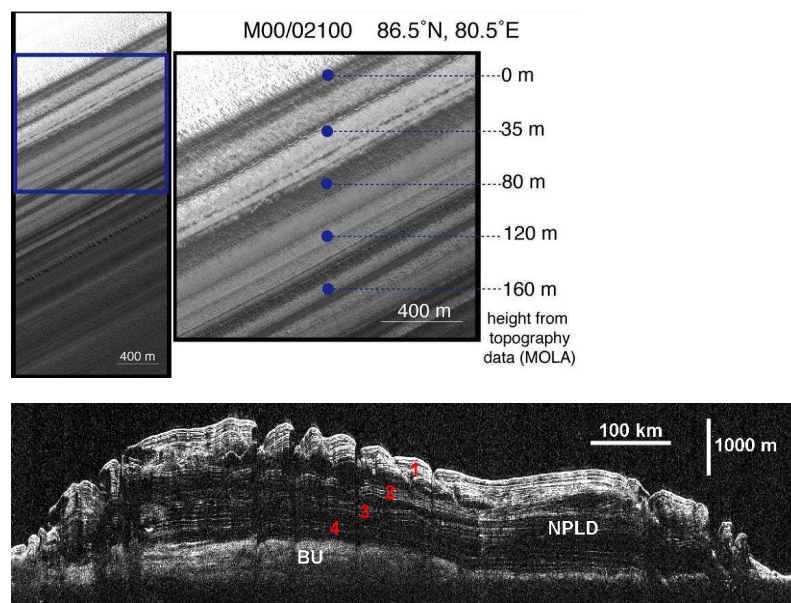 M00/02100 86.5°N, 80.5°E
0 m
35 m
80 m
120 m
160 m
400 m
400 m
height from
topography
data (MOLA)
100 km
1000 m
1
2
3
4
NPLD
BU